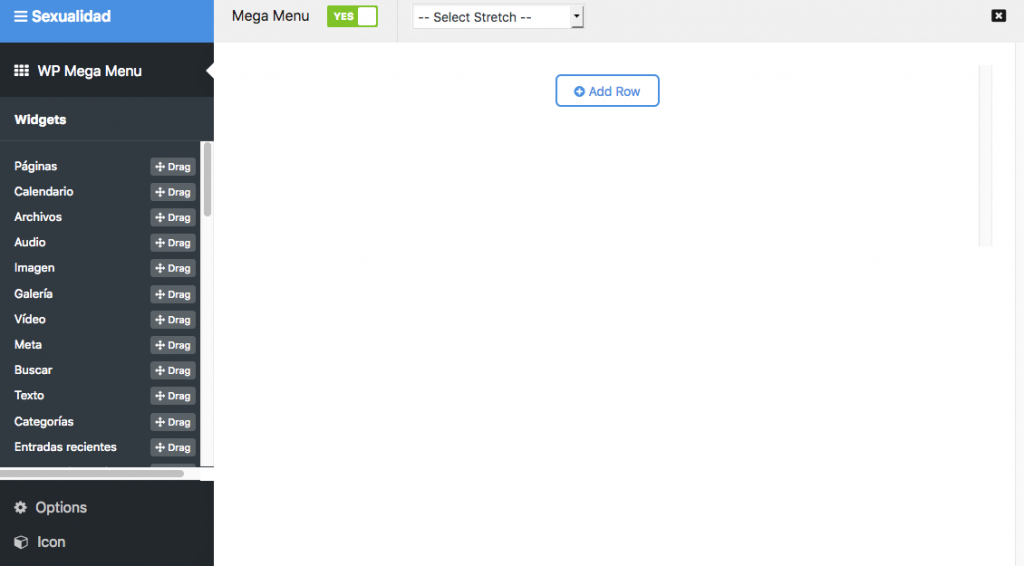 Sexualidad
Mega Menu YES -- Select Stretch --
WP Mega Menu
Add Row
Widgets
Páginas Drag
Calendario Drag
Archivos Drag
Audio Drag
Imagen Drag
Galería Drag
Vídeo Drag
Meta Drag
Buscar Drag
Texto Drag
Categorías Drag
Entradas recientes Drag
Options
Icon